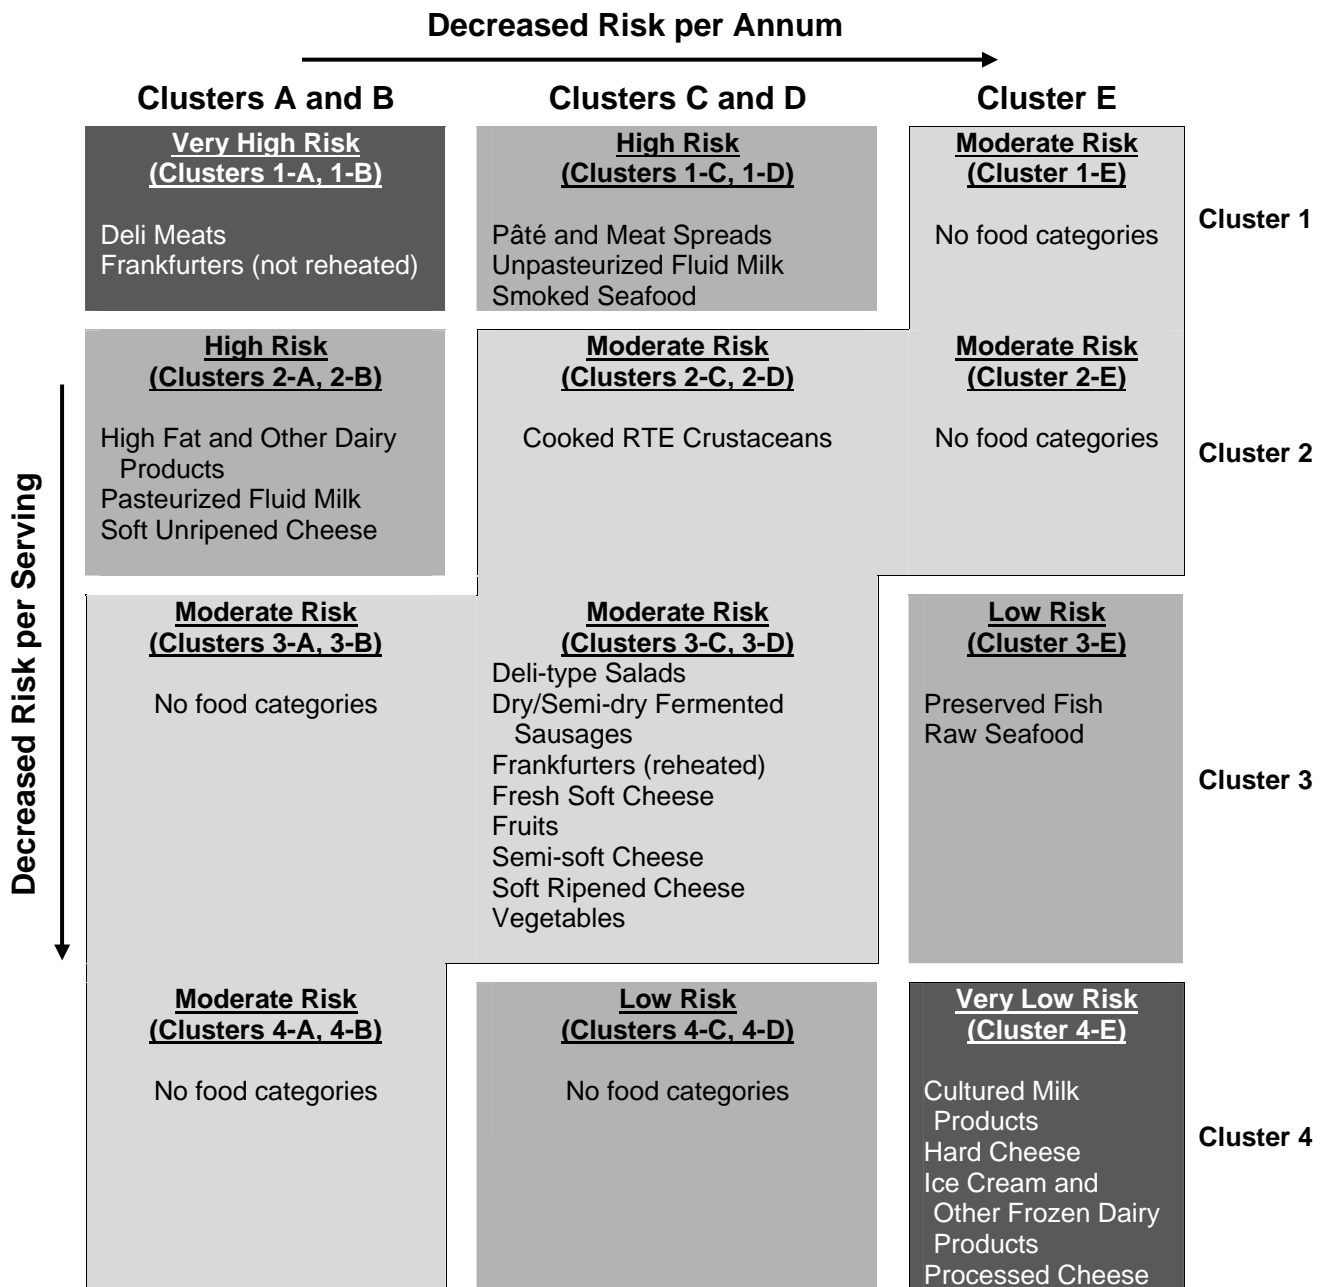 Decreased Risk per Annum
Clusters A and B
Clusters C and D
Cluster E
Very High Risk
(Clusters 1-A, 1-B)
Deli Meats
Frankfurters (not reheated)
High Risk
(Clusters 1-C, 1-D)
Pâté and Meat Spreads
Unpasteurized Fluid Milk
Smoked Seafood
Moderate Risk
(Cluster 1-E)
No food categories
Cluster 1
Decreased Risk per Serving
High Risk
(Clusters 2-A, 2-B)
High Fat and Other Dairy
Products
Pasteurized Fluid Milk
Soft Unripened Cheese
Moderate Risk
(Clusters 2-C, 2-D)
Cooked RTE Crustaceans
Moderate Risk
(Cluster 2-E)
No food categories
Cluster 2
Moderate Risk
(Clusters 3-A, 3-B)
No food categories
Moderate Risk
(Clusters 3-C, 3-D)
Deli-type Salads
Dry/Semi-dry Fermented
Sausages
Frankfurters (reheated)
Fresh Soft Cheese
Fruits
Semi-soft Cheese
Soft Ripened Cheese
Vegetables
Low Risk
(Cluster 3-E)
Preserved Fish
Raw Seafood
Cluster 3
Moderate Risk
(Clusters 4-A, 4-B)
No food categories
Low Risk
(Clusters 4-C, 4-D)
No food categories
Very Low Risk
(Cluster 4-E)
Cultured Milk
Products
Hard Cheese
Ice Cream and
Other Frozen Dairy
Products
Processed Cheese
Cluster 4